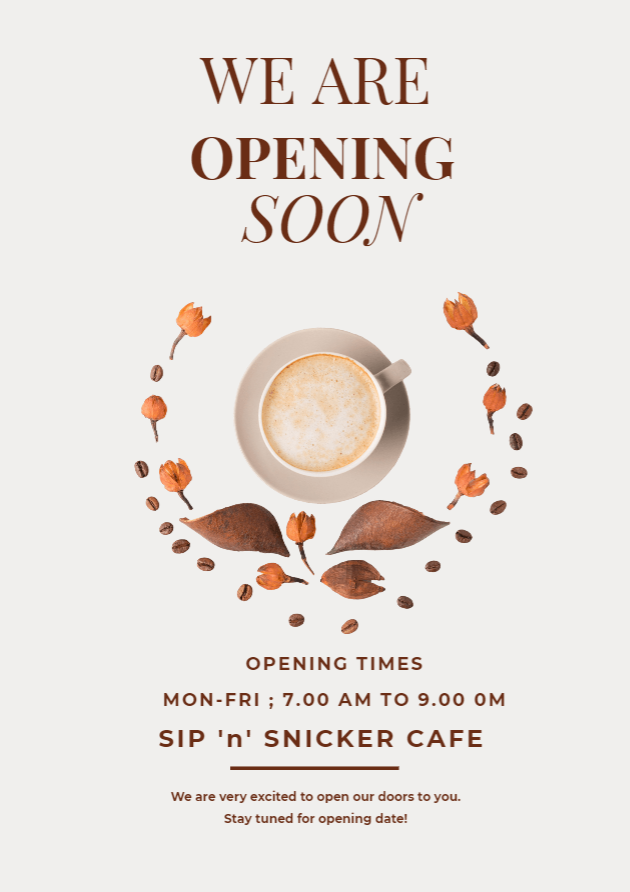 WE ARE
OPENING
SOON
OPENING TIMES
MON-FRI ; 7.00 AM TO 9.00 0M
SIP 'n' SNICKER CAFE
We are very excited to open our doors to you.
Stay tuned for opening date!